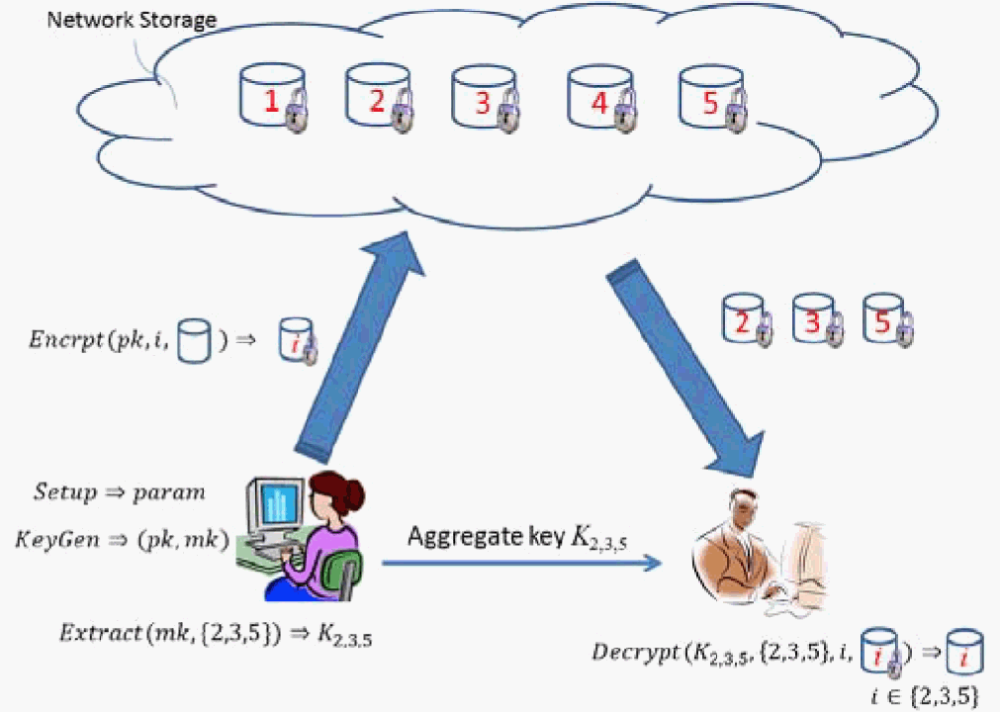 Network Storage
1 2 3 4 5
Encrpt(pk, i, ) ⇒ i
2 3 5
Setup ⇒ param
KeyGen ⇒ (pk, mk)
Aggregate key K₂,₃,₅
Extract(mk, {2,3,5}) ⇒ K₂,₃,₅
Decrypt(K₂,₃,₅, {2,3,5}, i, i) ⇒ i
i ∈ {2,3,5}